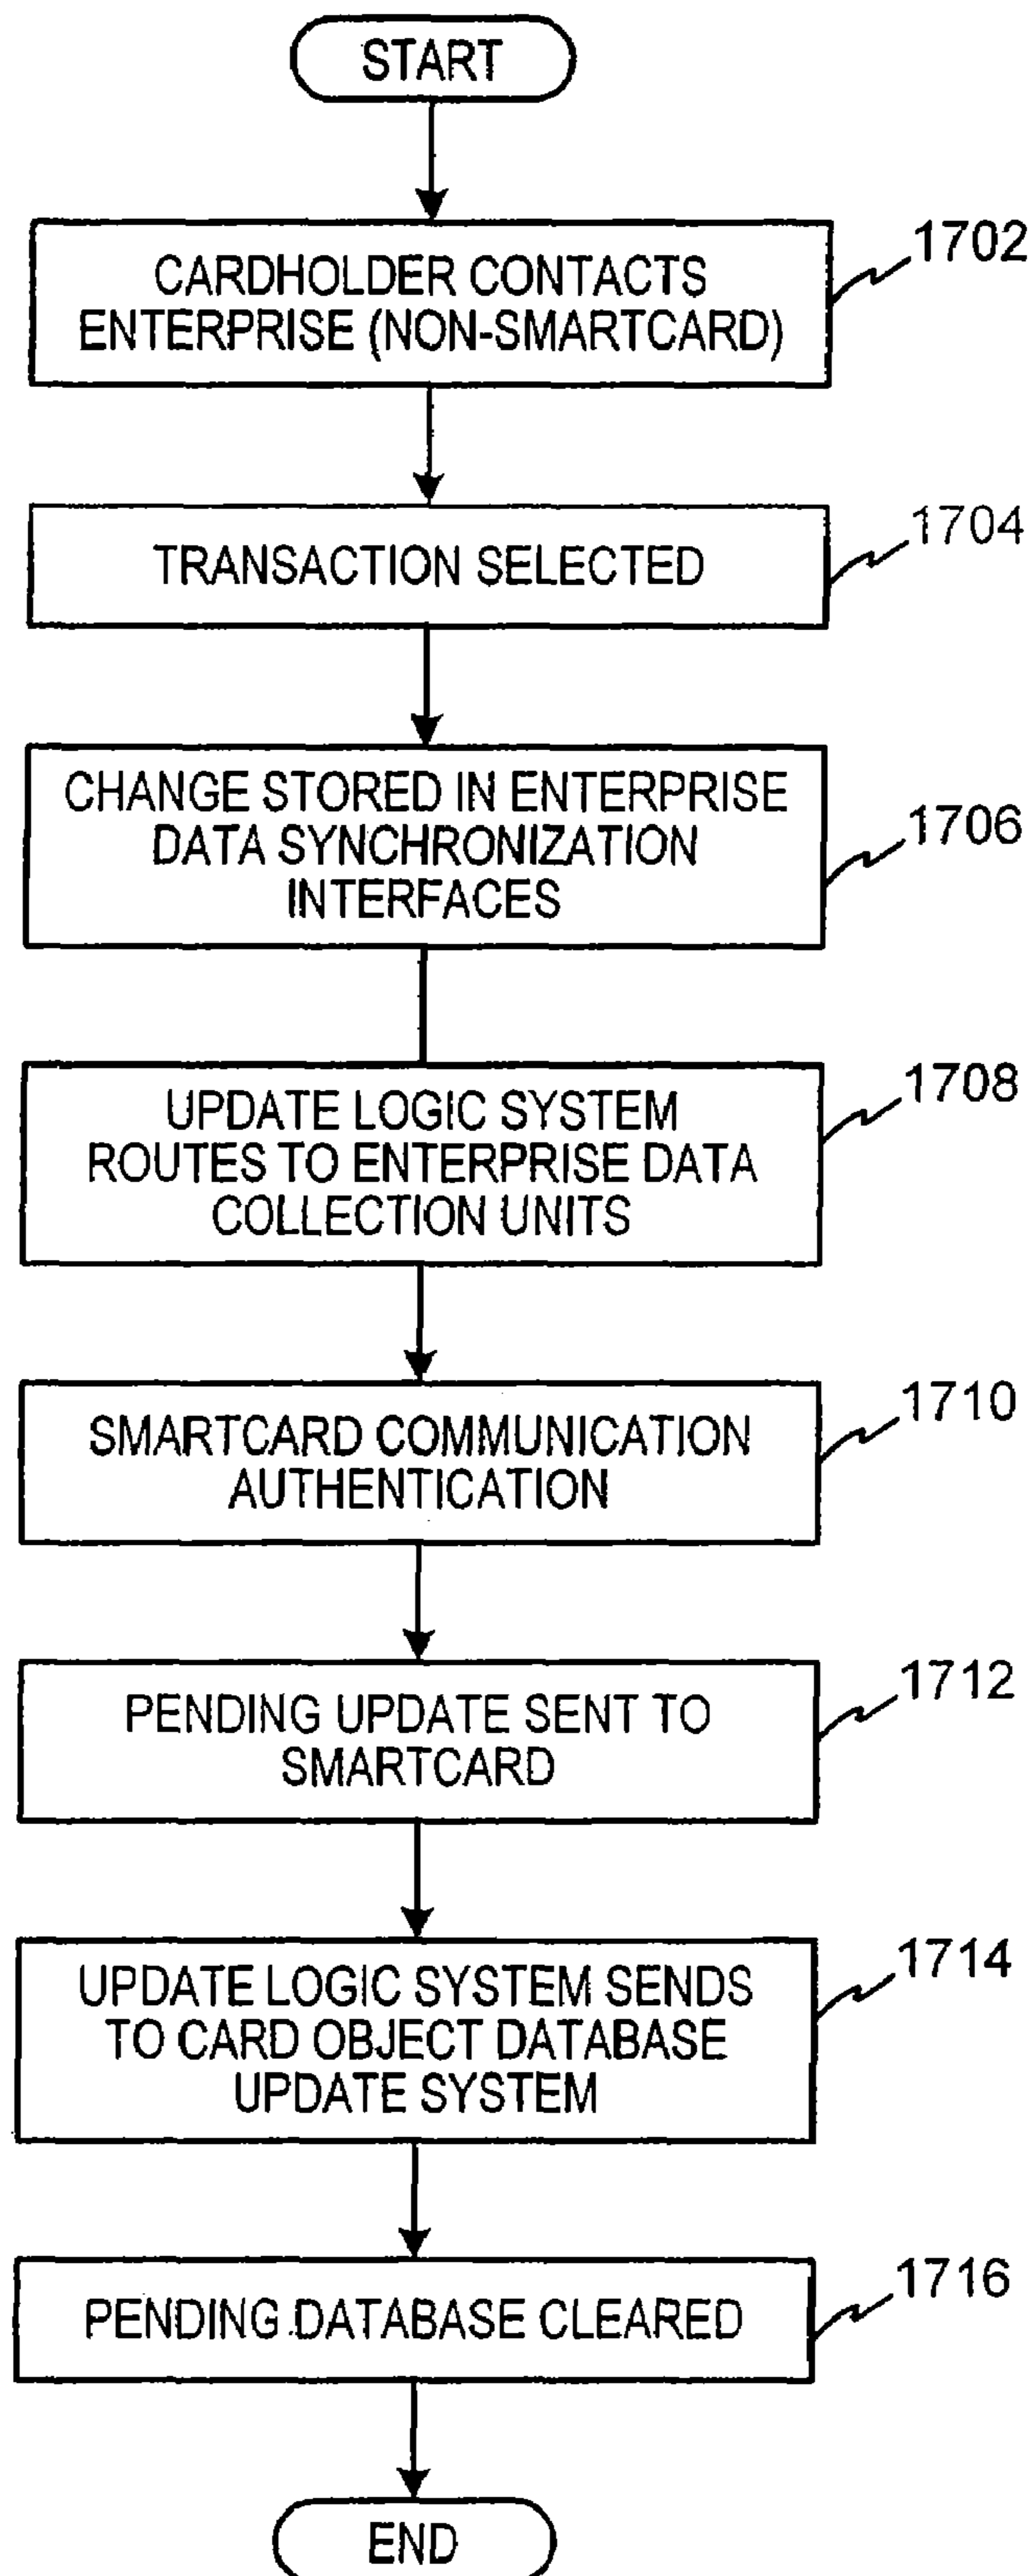 START
CARDHOLDER CONTACTS
ENTERPRISE (NON-SMARTCARD)
1702
TRANSACTION SELECTED
1704
CHANGE STORED IN ENTERPRISE
DATA SYNCHRONIZATION
INTERFACES
1706
UPDATE LOGIC SYSTEM
ROUTES TO ENTERPRISE DATA
COLLECTION UNITS
1708
SMARTCARD COMMUNICATION
AUTHENTICATION
1710
PENDING UPDATE SENT TO
SMARTCARD
1712
UPDATE LOGIC SYSTEM SENDS
TO CARD OBJECT DATABASE
UPDATE SYSTEM
1714
PENDING DATABASE CLEARED
1716
END